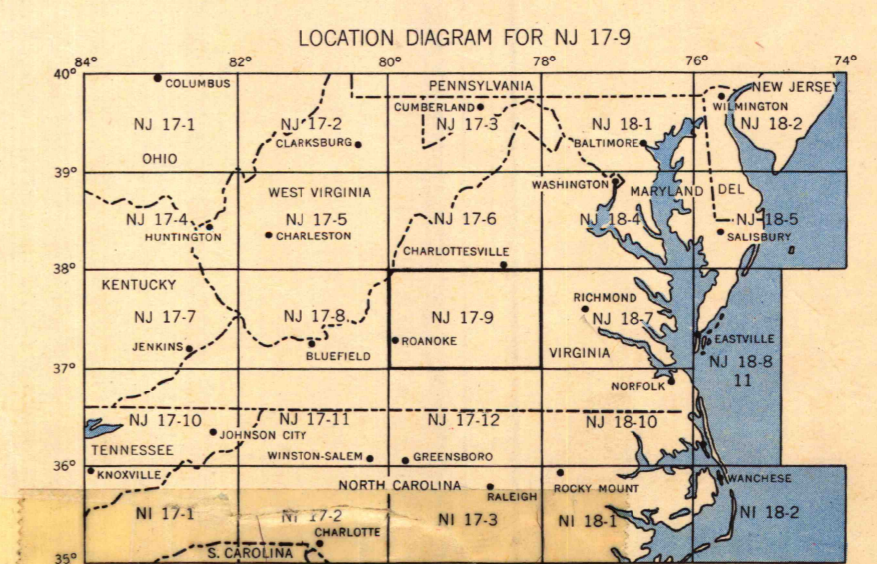 LOCATION DIAGRAM FOR NJ 17-9
84° 82° 80° 78° 76° 74°
40°
COLUMBUS
PENNSYLVANIA
NEW JERSEY
CUMBERLAND
WILMINGTON
NJ 17-1 NJ 17-2 NJ 17-3 NJ 18-1 NJ 18-2
CLARKSBURG
BALTIMORE
OHIO
39°
WEST VIRGINIA
WASHINGTON
MARYLAND
DEL
NJ 17-4 NJ 17-5 NJ 17-6 NJ 18-4 NJ 18-5
HUNTINGTON
CHARLESTON
SALISBURY
CHARLOTTESVILLE
38°
KENTUCKY
RICHMOND
NJ 17-7 NJ 17-8 NJ 17-9 NJ 18-7
JENKINS
BLUEFIELD
ROANOKE
VIRGINIA
EASTVILLE
NJ 18-8
11
37°
NORFOLK
NJ 17-10 NJ 17-11 NJ 17-12 NJ 18-10
JOHNSON CITY
TENNESSEE
WINSTON-SALEM
GREENSBORO
36°
KNOXVILLE
NORTH CAROLINA
RALEIGH
ROCKY MOUNT
WANCHESE
NI 17-1 NI 17-2 NI 17-3 NI 18-1 NI 18-2
CHARLOTTE
S. CAROLINA
35°